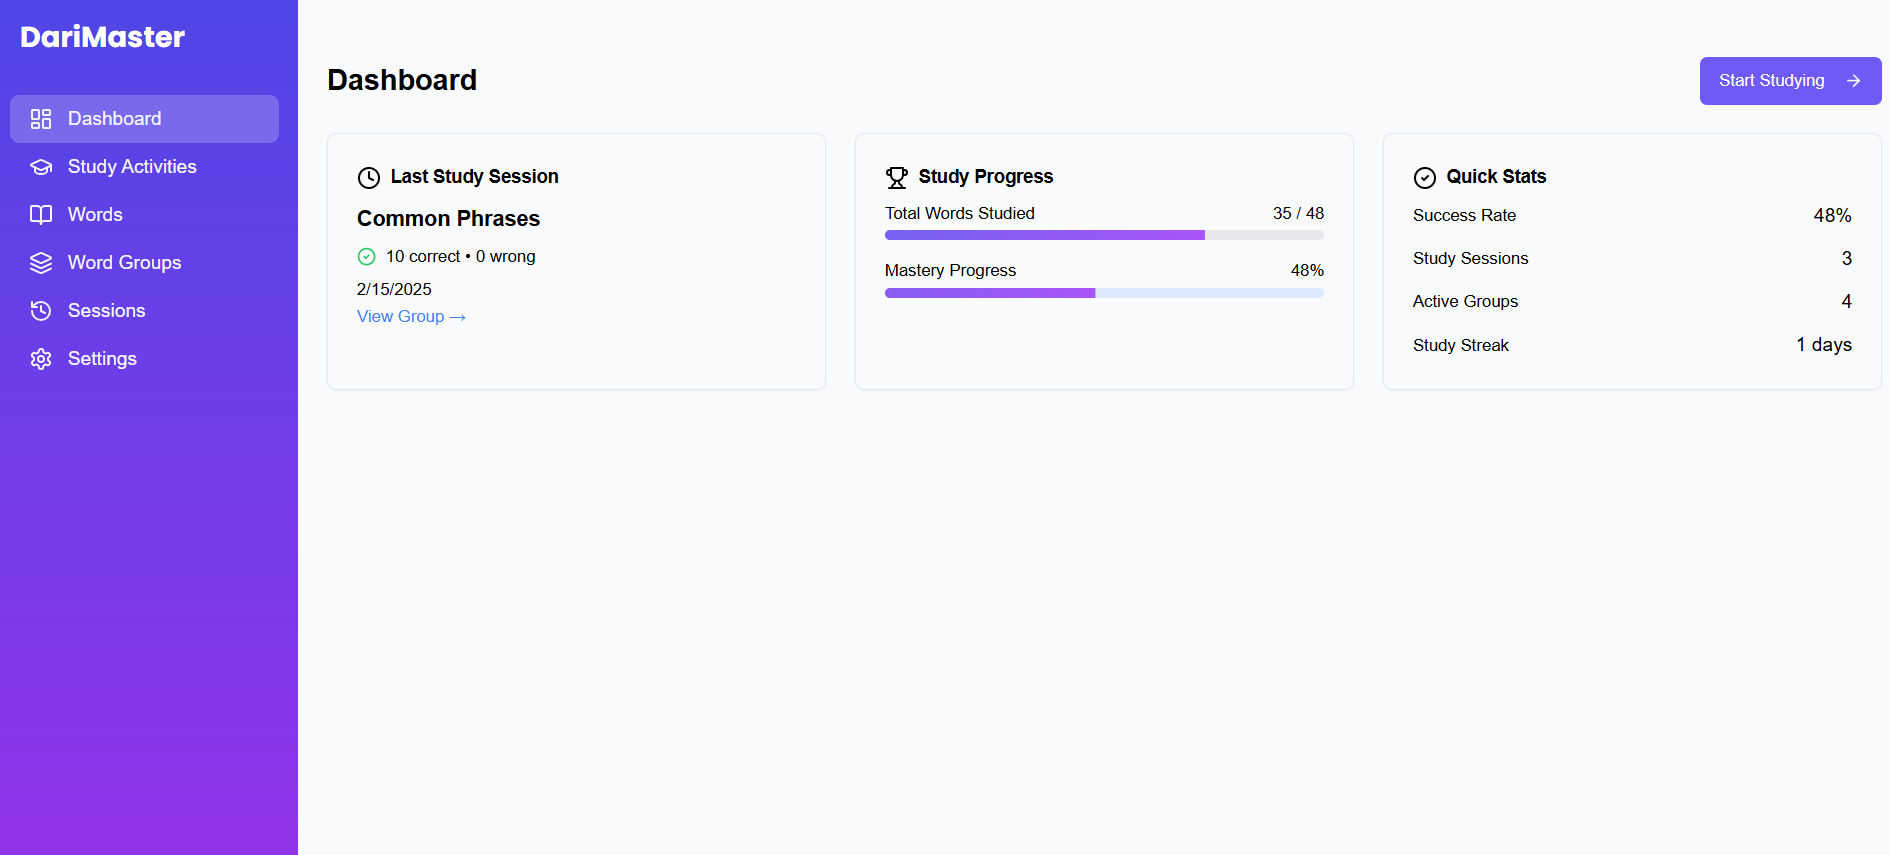 DariMaster
Dashboard
Study Activities
Words
Word Groups
Sessions
Settings
Dashboard
Start Studying →
Last Study Session
Common Phrases
10 correct • 0 wrong
2/15/2025
View Group →
Study Progress
Total Words Studied 35 / 48
Mastery Progress 48%
Quick Stats
Success Rate 48%
Study Sessions 3
Active Groups 4
Study Streak 1 days